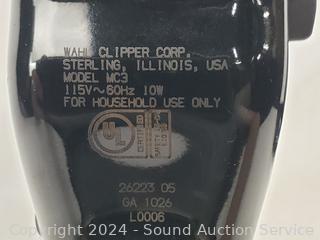 WAHL CLIPPER CORP.
STERLING, ILLINOIS, USA
MODEL MC3
115V~60Hz 10W
FOR HOUSEHOLD USE ONLY
UL
CERTIFIED
26223 05
GA 1026
L0006
Copyright 2024 - Sound Auction Service